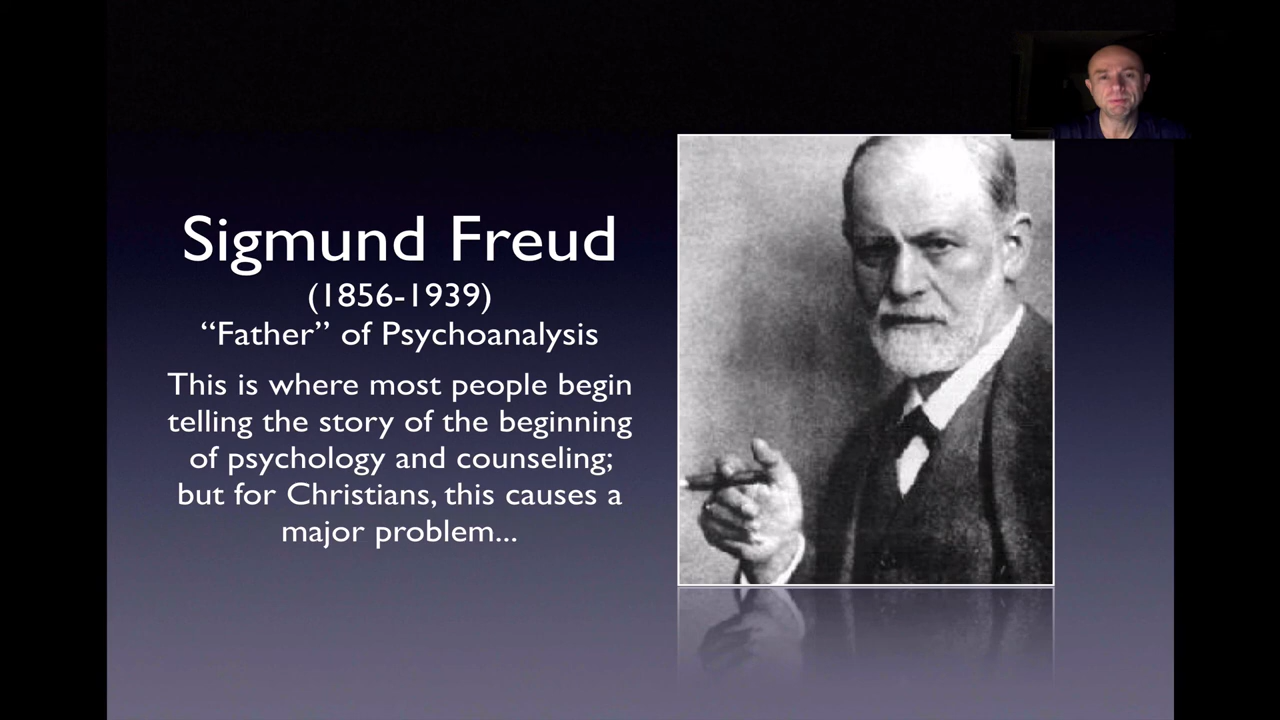 Sigmund Freud
(1856-1939)
“Father” of Psychoanalysis
This is where most people begin
telling the story of the beginning
of psychology and counseling;
but for Christians, this causes a
major problem...